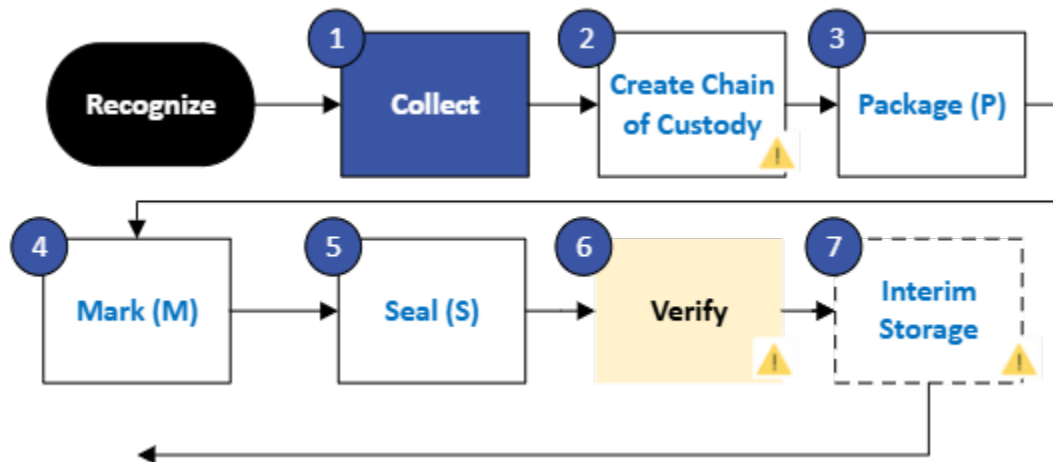 1
2
3
Recognize
Collect
Create Chain
of Custody
Package (P)
4
5
6
7
Mark (M)
Seal (S)
Verify
Interim
Storage